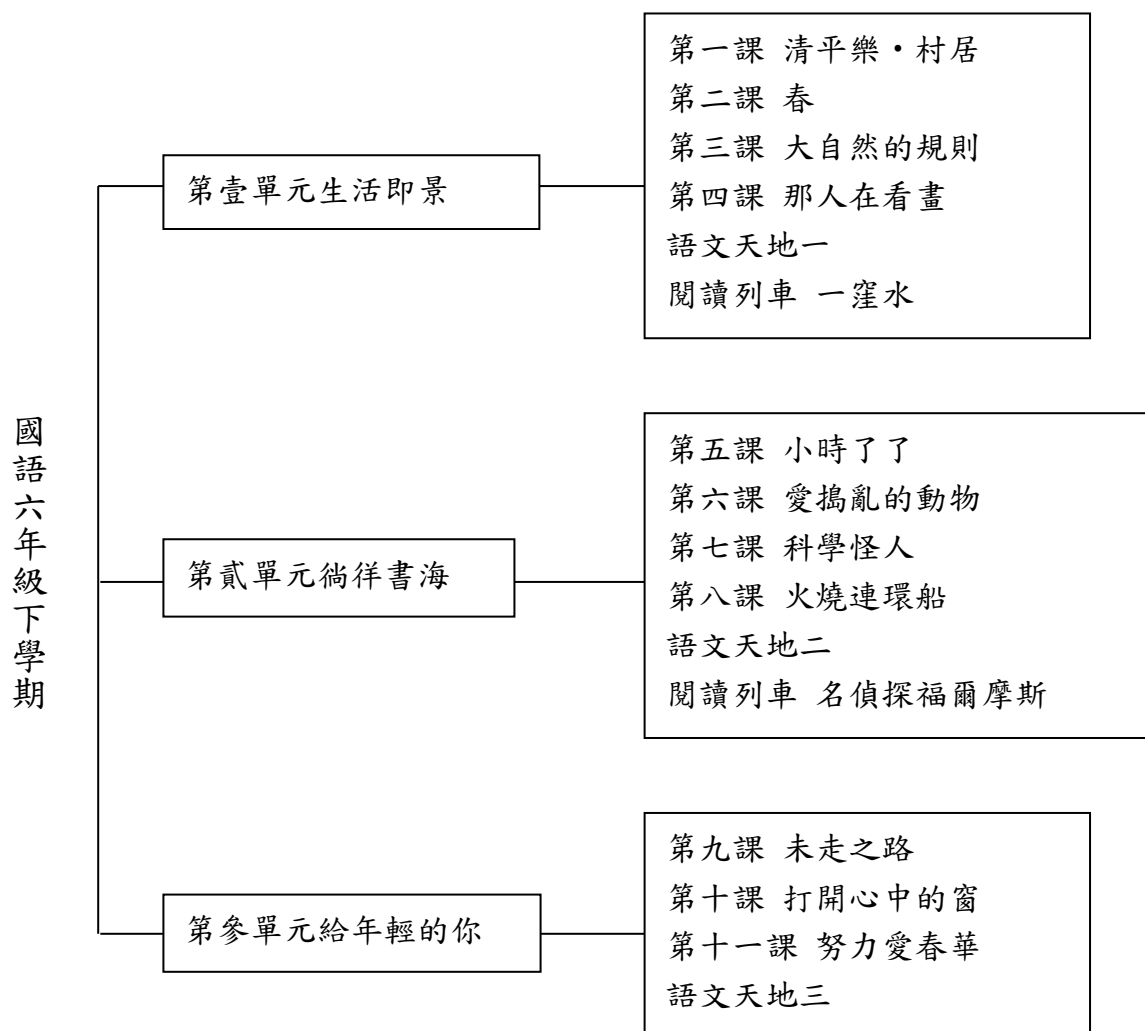 國語六年級下學期
第壹單元生活即景
第一課 清平樂・村居
第二課 春
第三課 大自然的規則
第四課 那人在看畫
語文天地一
閱讀列車 一窪水
第貳單元徜徉書海
第五課 小時了了
第六課 愛搗亂的動物
第七課 科學怪人
第八課 火燒連環船
語文天地二
閱讀列車 名偵探福爾摩斯
第參單元給年輕的你
第九課 未走之路
第十課 打開心中的窗
第十一課 努力愛春華
語文天地三